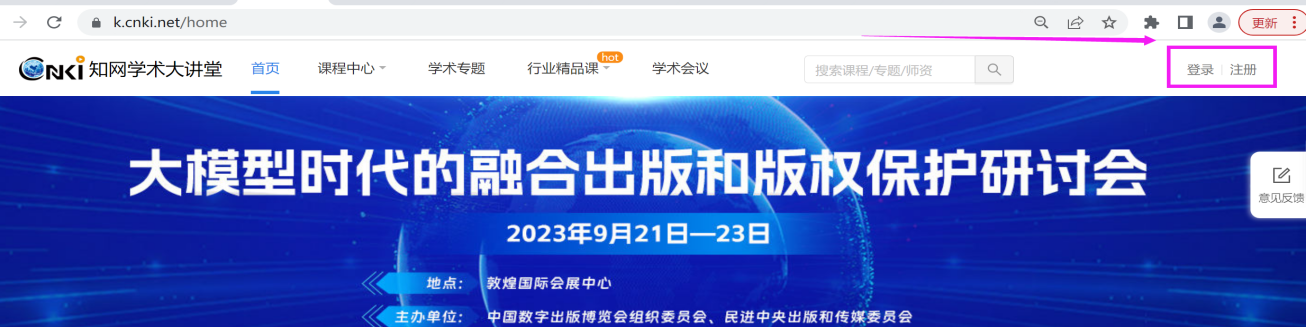 k.cnki.net/home
更新
CNKI 知网学术大讲堂 首页 课程中心 学术专题 行业精品课 hot 学术会议 搜索课程/专题/师资 登录 注册
大模型时代的融合出版和版权保护研讨会
意见反馈
2023年9月21日—23日
地点： 敦煌国际会展中心
主办单位： 中国数字出版博览会组织委员会、民进中央出版和传媒委员会